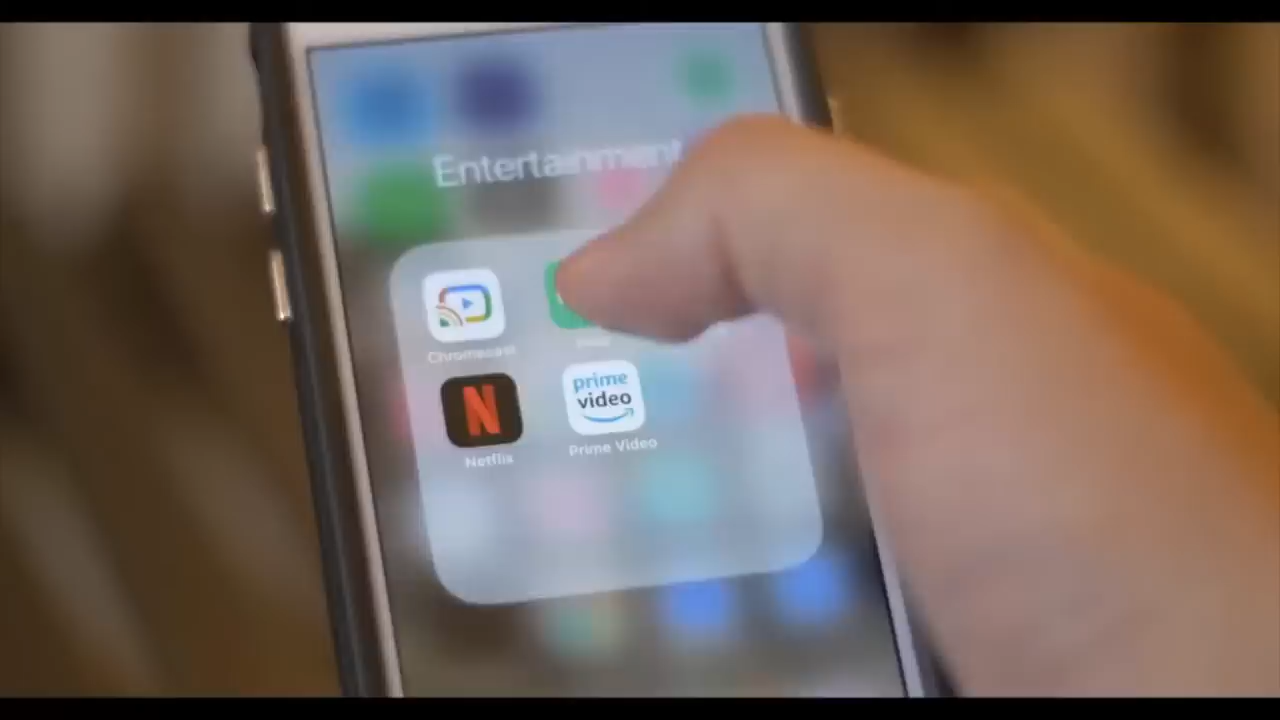 Entertainment
Chromecast
N
prime
video
Netflix
Prime Video